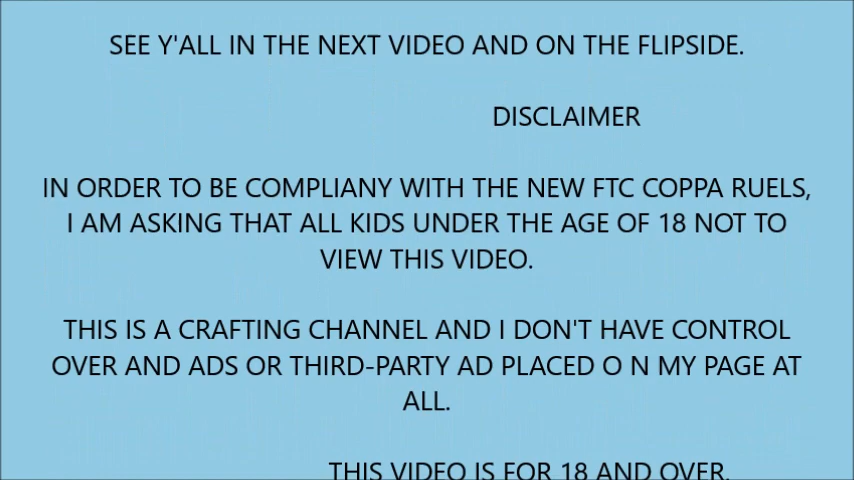 SEE Y'ALL IN THE NEXT VIDEO AND ON THE FLIPSIDE.
DISCLAIMER
IN ORDER TO BE COMPLIANY WITH THE NEW FTC COPPA RUELS,
I AM ASKING THAT ALL KIDS UNDER THE AGE OF 18 NOT TO
VIEW THIS VIDEO.
THIS IS A CRAFTING CHANNEL AND I DON'T HAVE CONTROL
OVER AND ADS OR THIRD-PARTY AD PLACED O N MY PAGE AT
ALL.
THIS VIDEO IS FOR 18 AND OVER.